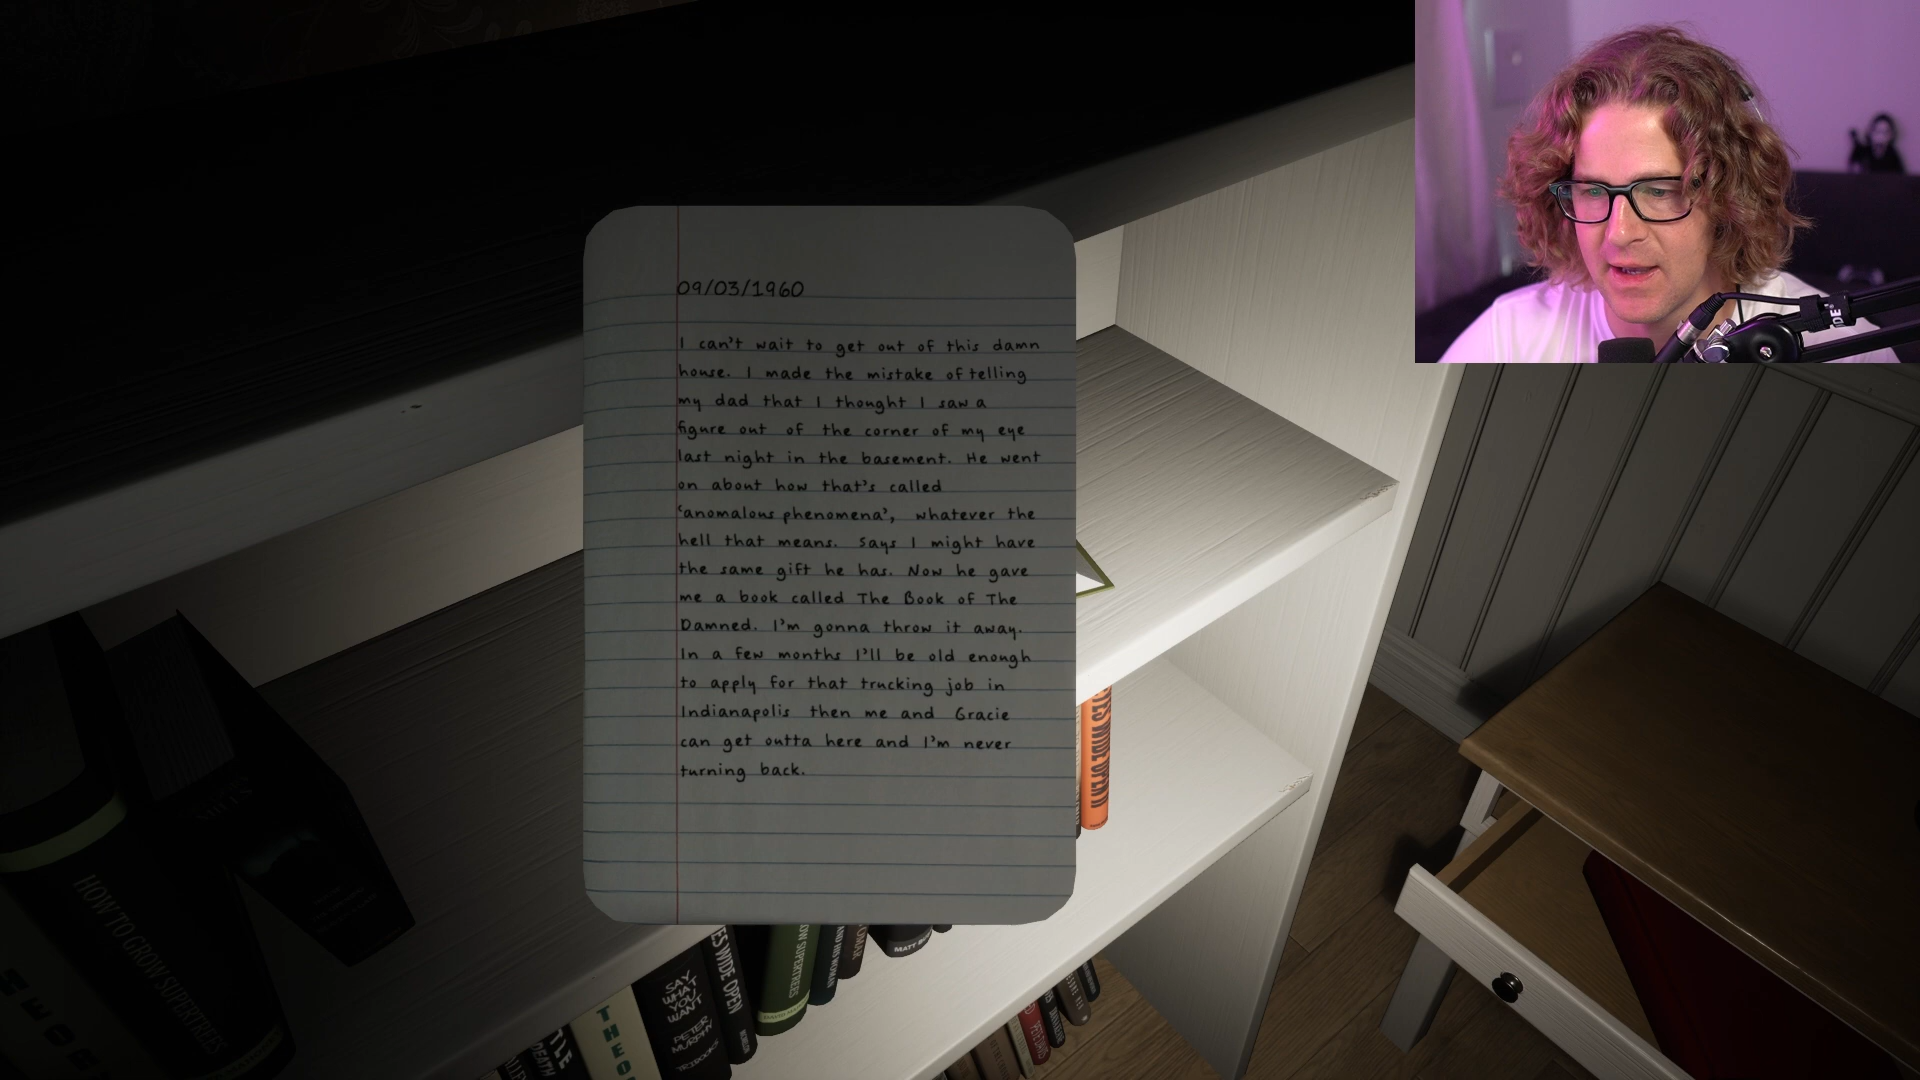 09/03/1960
I can't wait to get out of this damn
house. I made the mistake of telling
my dad that I thought I saw a
figure out of the corner of my eye
last night in the basement. He went
on about how that's called
'anomalous phenomena', whatever the
hell that means. Says I might have
the same gift he has. Now he gave
me a book called The Book of The
Damned. I'm gonna throw it away.
In a few months I'll be old enough
to apply for that trucking job in
Indianapolis then me and Gracie
can get outta here and I'm never
turning back.
HOW TO GROW SUPERTREES
WIDE OPEN
SAY
WHAT
YOU
WANT
PETER
MURPHY
WIDE OPEN
SUPERTREES
MATT
DEATH